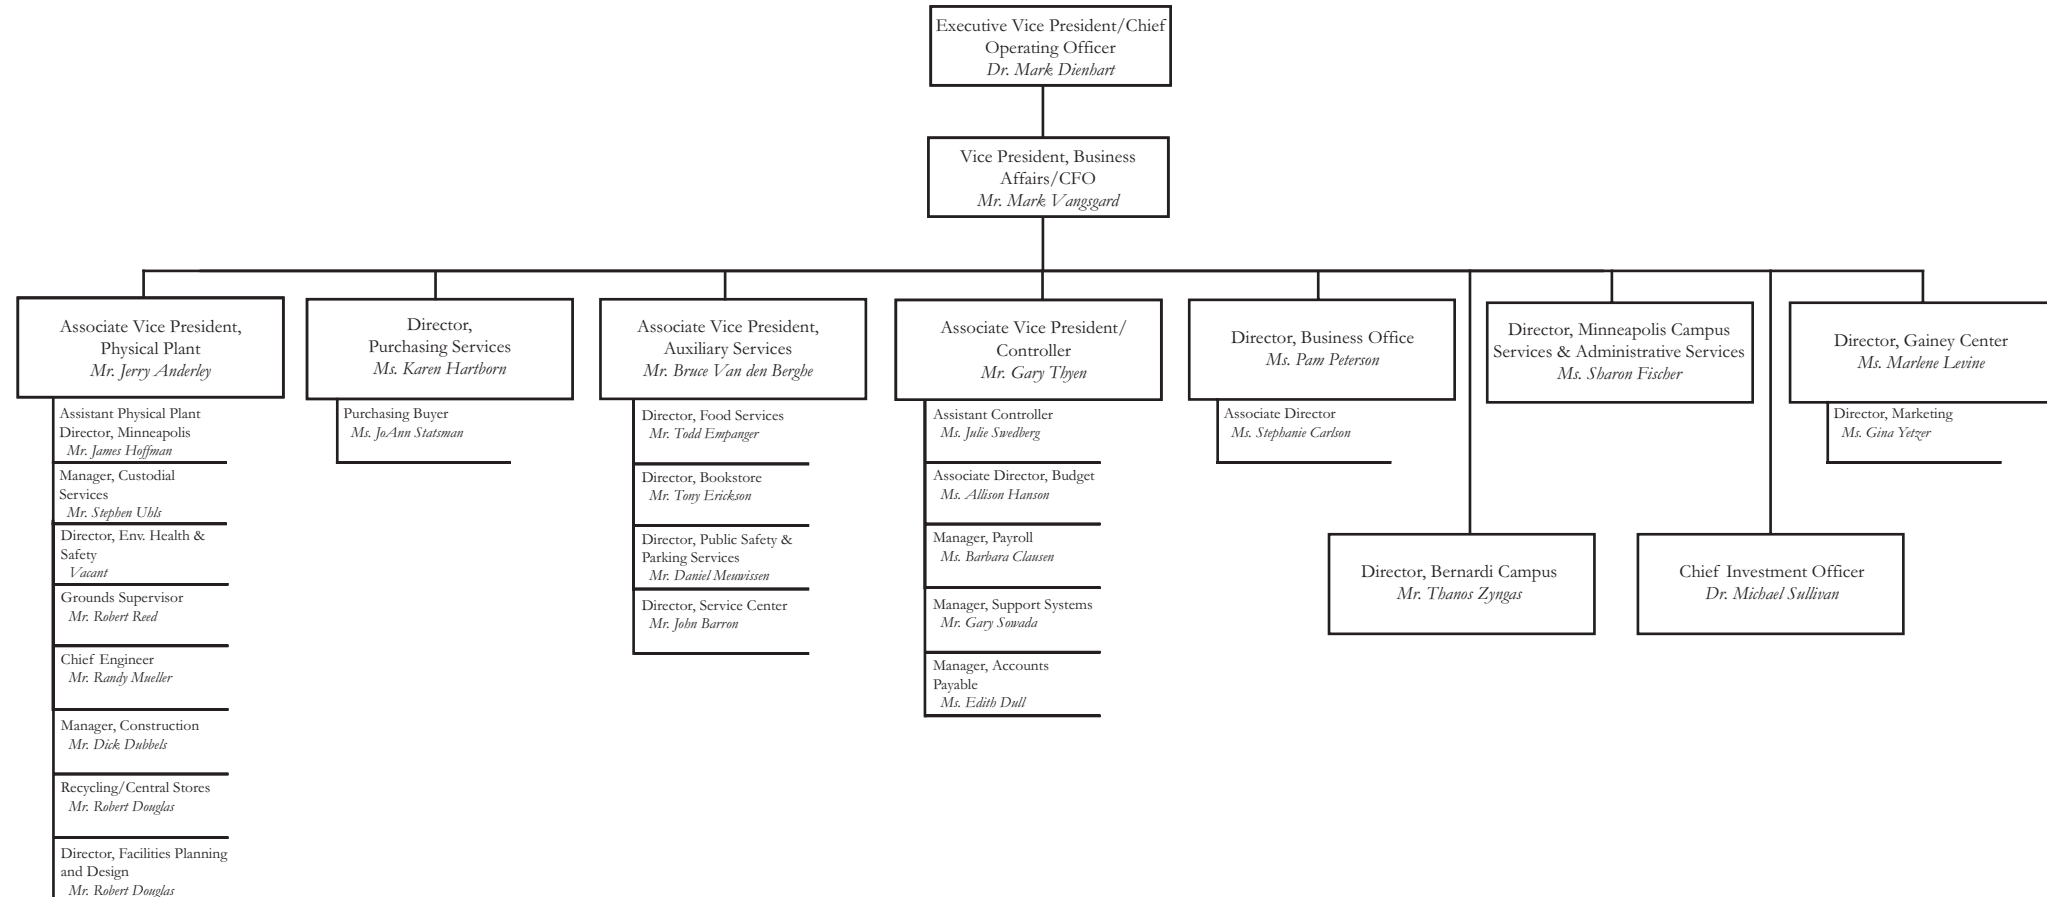 Executive Vice President/Chief
Operating Officer
Dr. Mark Dienhart
Vice President, Business
Affairs/CFO
Mr. Mark Vangsgard
Associate Vice President,
Physical Plant
Mr. Jerry Anderley
Assistant Physical Plant
Director, Minneapolis
Mr. James Hoffman
Manager, Custodial
Services
Mr. Stephen Uhls
Director, Env. Health &
Safety
Vacant
Grounds Supervisor
Mr. Robert Reed
Chief Engineer
Mr. Randy Mueller
Manager, Construction
Mr. Dick Dubbels
Recycling/Central Stores
Mr. Robert Douglas
Director, Facilities Planning
and Design
Mr. Robert Douglas
Director,
Purchasing Services
Ms. Karen Hartborn
Purchasing Buyer
Ms. JoAnn Statsman
Associate Vice President,
Auxiliary Services
Mr. Bruce Van den Berghe
Director, Food Services
Mr. Todd Empanger
Director, Bookstore
Mr. Tony Erickson
Director, Public Safety &
Parking Services
Mr. Daniel Meuwissen
Director, Service Center
Mr. John Barron
Associate Vice President/
Controller
Mr. Gary Thyen
Assistant Controller
Ms. Julie Swedberg
Associate Director, Budget
Ms. Allison Hanson
Manager, Payroll
Ms. Barbara Clausen
Manager, Support Systems
Mr. Gary Sowada
Manager, Accounts
Payable
Ms. Edith Dull
Director, Business Office
Ms. Pam Peterson
Associate Director
Ms. Stephanie Carlson
Director, Bernardi Campus
Mr. Thanos Zyngas
Director, Minneapolis Campus
Services & Administrative Services
Ms. Sharon Fischer
Chief Investment Officer
Dr. Michael Sullivan
Director, Gainey Center
Ms. Marlene Levine
Director, Marketing
Ms. Gina Yetzer